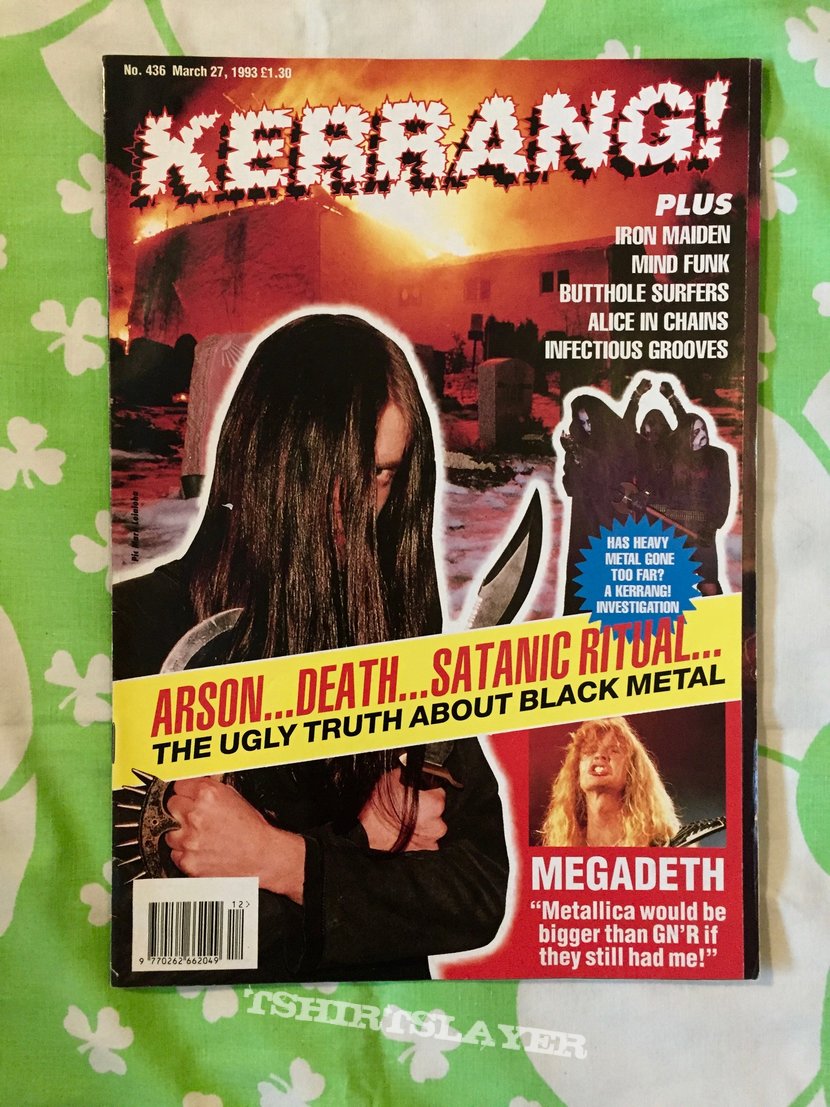 No. 436 March 27, 1993 £1.30
KERRANG!
PLUS
IRON MAIDEN
MIND FUNK
BUTTHOLE SURFERS
ALICE IN CHAINS
INFECTIOUS GROOVES
HAS HEAVY
METAL GONE
TOO FAR?
A KERRANG!
INVESTIGATION
ARSON...DEATH...SATANIC RITUAL...
THE UGLY TRUTH ABOUT BLACK METAL
MEGADETH
“Metallica would be
bigger than GN’R if
they still had me!”
12>
9 770262 662049
TSHIRTSLAYER